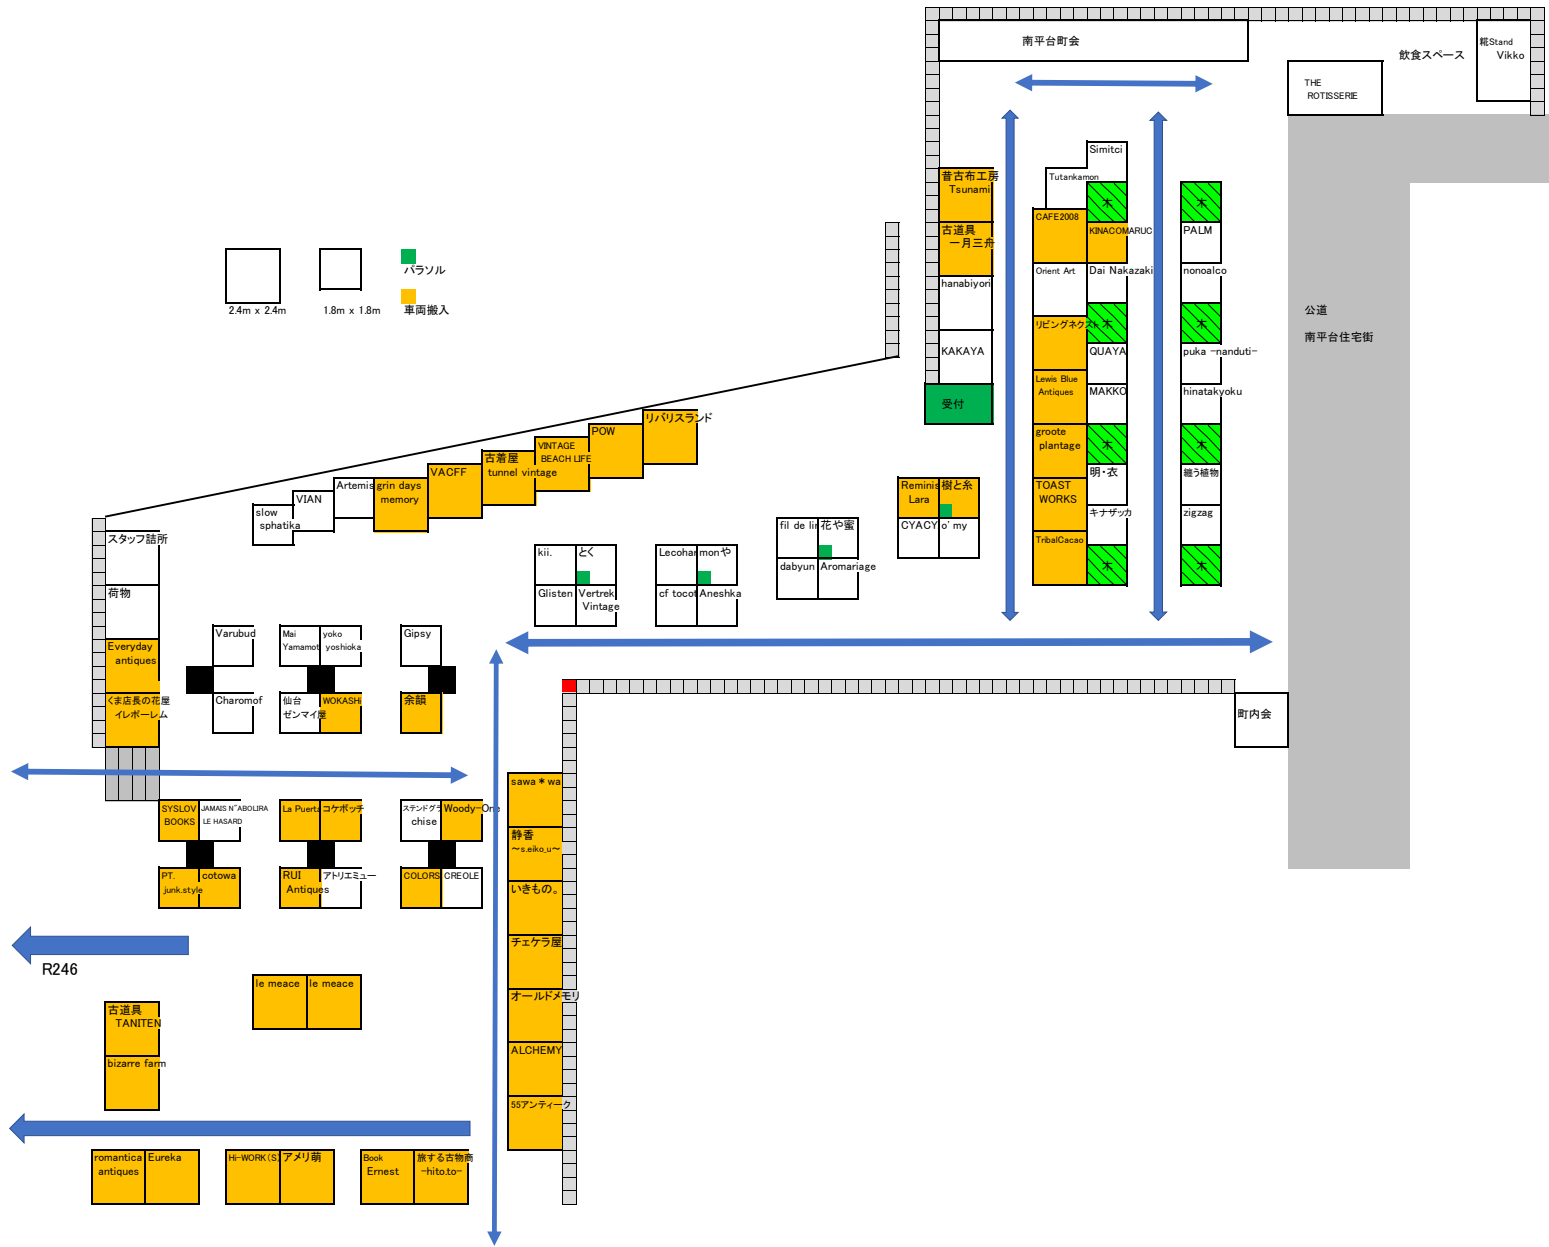 南平台町会
飲食スペース
糀Stand
Vikko
THE
ROTISSERIE
Simitci
Tutankamon
昔古布工房
Tsunami
木
木
CAFE2008
KINACOMARUC
PALM
古道具
一月三舟
Orient Art
Dai Nakazaki
nonoalco
hanabiyori
木
木
リビングネクスト
公道
南平台住宅街
KAKAYA
QUAYA
puka -nanduti-
Lewis Blue
Antiques
MAKKO
hinatakyoku
受付
groote
plantage
木
木
明・衣
纏う植物
TOAST
WORKS
キナザッカ
zigzag
TribalCacao
木
木
パラソル
2.4m x 2.4m
1.8m x 1.8m
車両搬入
リバリスランド
POW
VINTAGE
BEACH LIFE
古着屋
tunnel vintage
VACFF
grin days
memory
Artemis
VIAN
slow
sphatika
Reminis
Lara
樹と糸
CYACY
o' my
fil de lin
花や蜜
dabyun
Aromariage
Lecohar
monや
cf tocot
Aneshka
kii.
とく
Glisten
Vertrek
Vintage
スタッフ詰所
荷物
Everyday
antiques
くま店長の花屋
イレボーレム
Varubud
Mai
Yamamot
yoko
yoshioka
Gipsy
Charomof
仙台
ゼンマイ屋
WOKASHI
余韻
町内会
SYSLOV
BOOKS
JAMAIS N"ABOLIRA
LE HASARD
La Puerta
コケボッチ
ステンドグラ
chise
Woody-One
PT.
junk.style
cotowa
RUI
Antiques
アトリエミュー
COLORS
CREOLE
sawa＊wa
静香
～s.eiko_u～
いきもの。
チェケラ屋
オールドメモリ
ALCHEMY
55アンティーク
R246
le meace
le meace
古道具
TANITEN
bizarre farm
romantica
antiques
Eureka
Hi-WORK(S)
アメリ萌
Book
Ernest
旅する古物商
-hito.to-